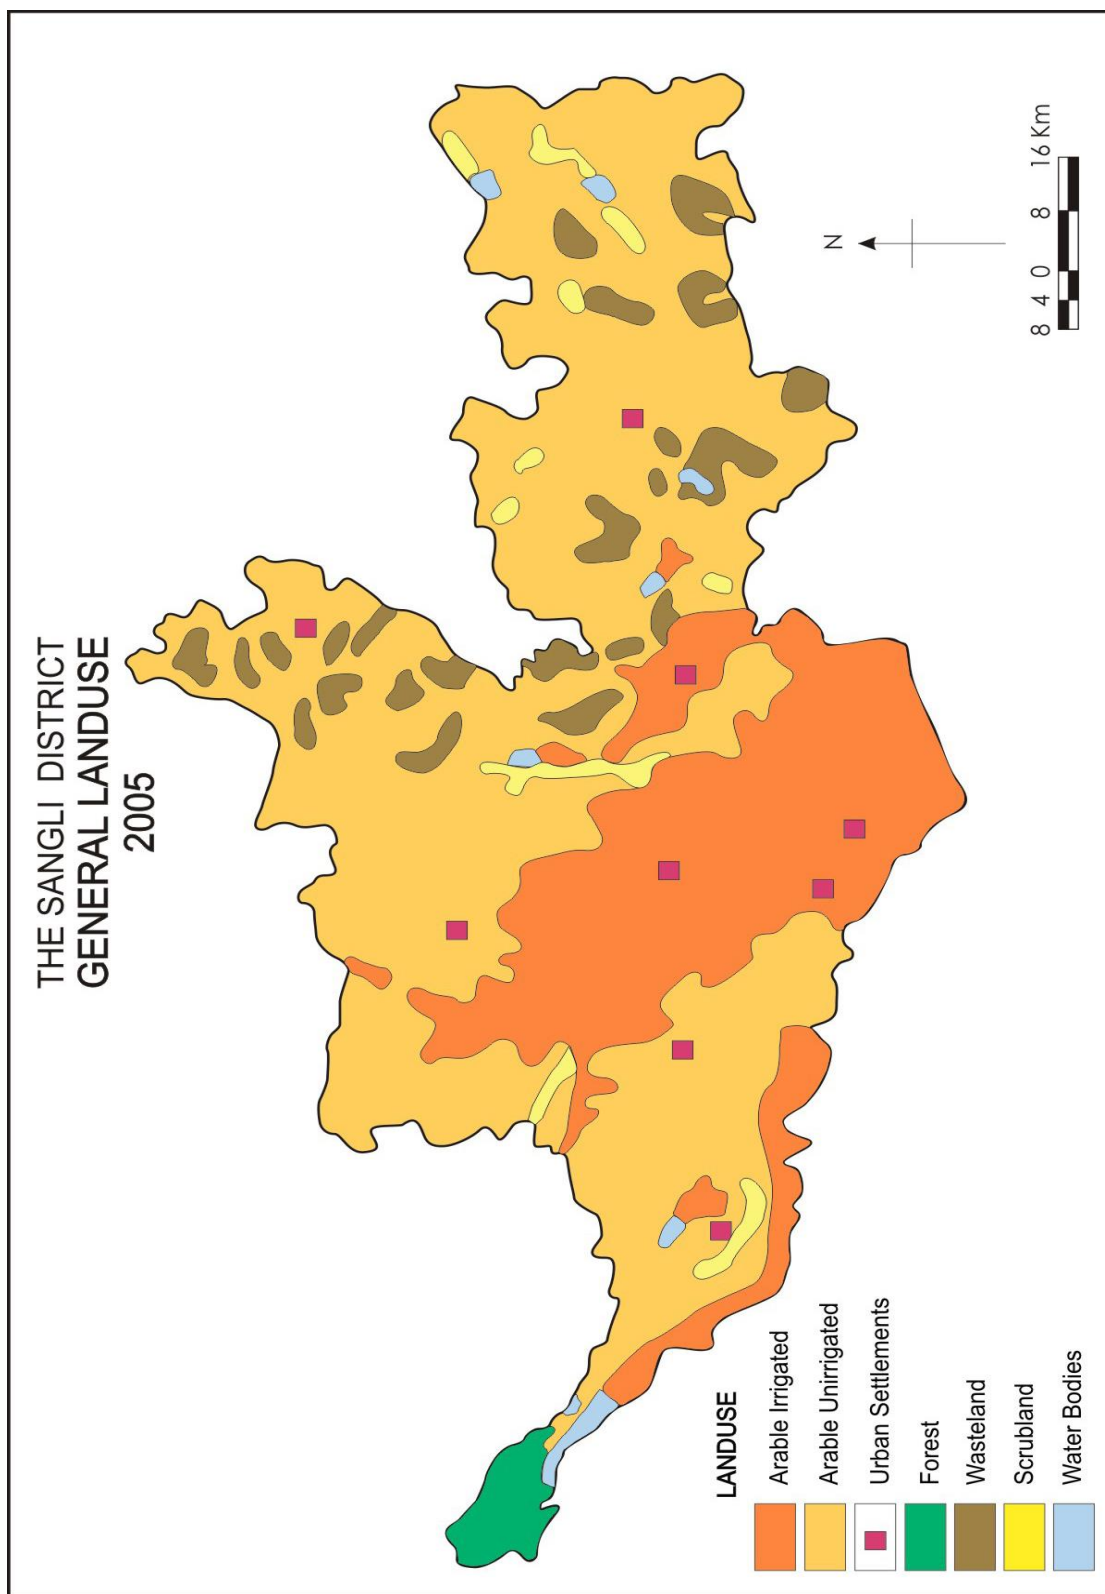 THE SANGLI DISTRICT
GENERAL LANDUSE
2005
N
8 4 0 8 16 Km
LANDUSE
Arable Irrigated
Arable Unirrigated
Urban Settlements
Forest
Wasteland
Scrubland
Water Bodies